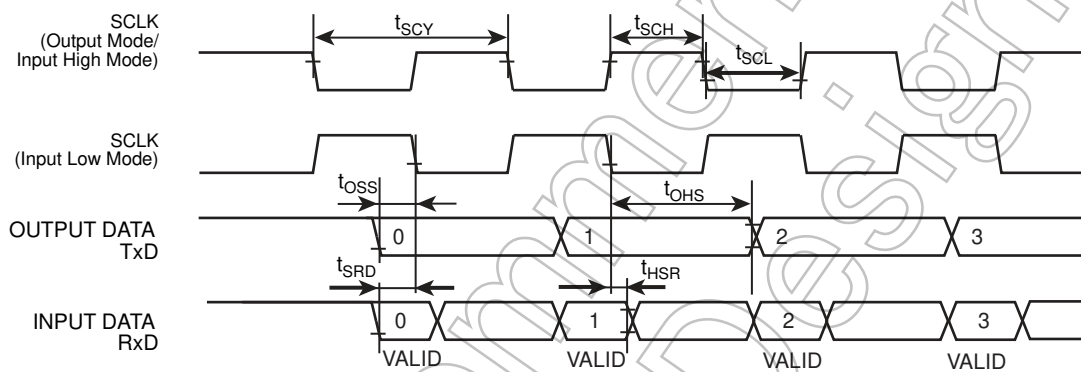 SCLK
(Output Mode/
Input High Mode)
tSCY
tSCH
tSCL
SCLK
(Input Low Mode)
tOSS
tOHS
OUTPUT DATA
TxD
0
1
2
3
tSRD
tHSR
INPUT DATA
RxD
0
1
2
3
VALID
VALID
VALID
VALID